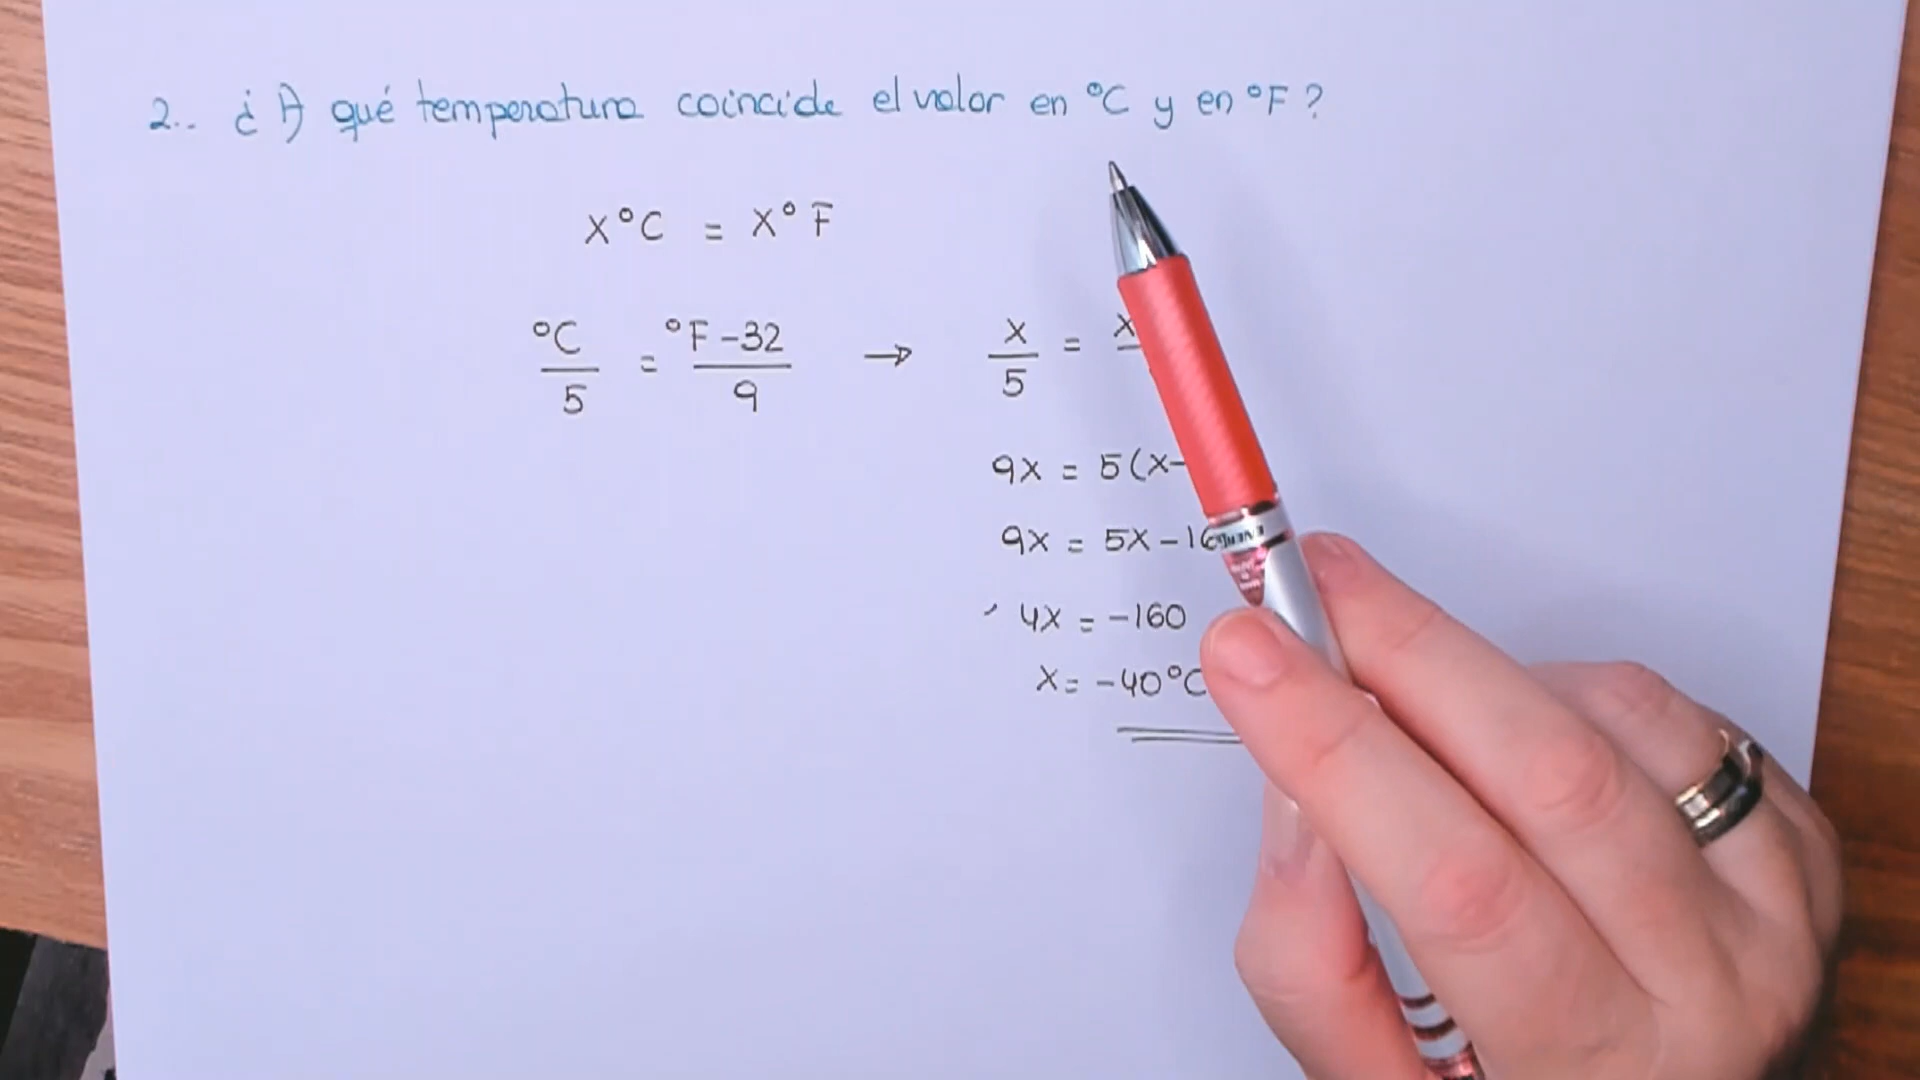 2.. ¿A qué temperatura coincide el valor en °C y en °F?
x°C = x°F
°C/5 = °F-32/9 → x/5 = x
9x = 5(x-
9x = 5x-16
4x = -160
x = -40°C